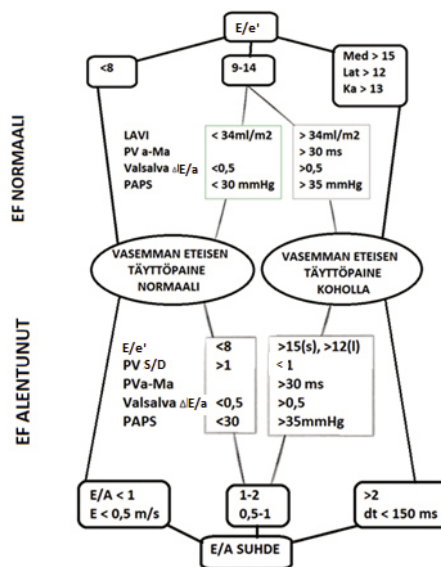 E/e'
<8
9-14
Med > 15
Lat > 12
Ka > 13
EF NORMAALI
LAVI < 34ml/m2 > 34ml/m2
PV a-Ma > 30 ms
Valsalva △E/a <0,5 >0,5
PAPS < 30 mmHg > 35 mmHg
VASEMMAN ETEISEN
TÄYTTÖPAINE
NORMAALI
VASEMMAN ETEISEN
TÄYTTÖPAINE
KOHOLLA
EF ALENTUNUT
E/e' <8 >15(s), >12(l)
PV S/D >1 < 1
PVa-Ma >30 ms
Valsalva △E/a <0,5 >0,5
PAPS <30 >35mmHg
E/A < 1
E < 0,5 m/s
1-2
0,5-1
>2
dt < 150 ms
E/A SUHDE